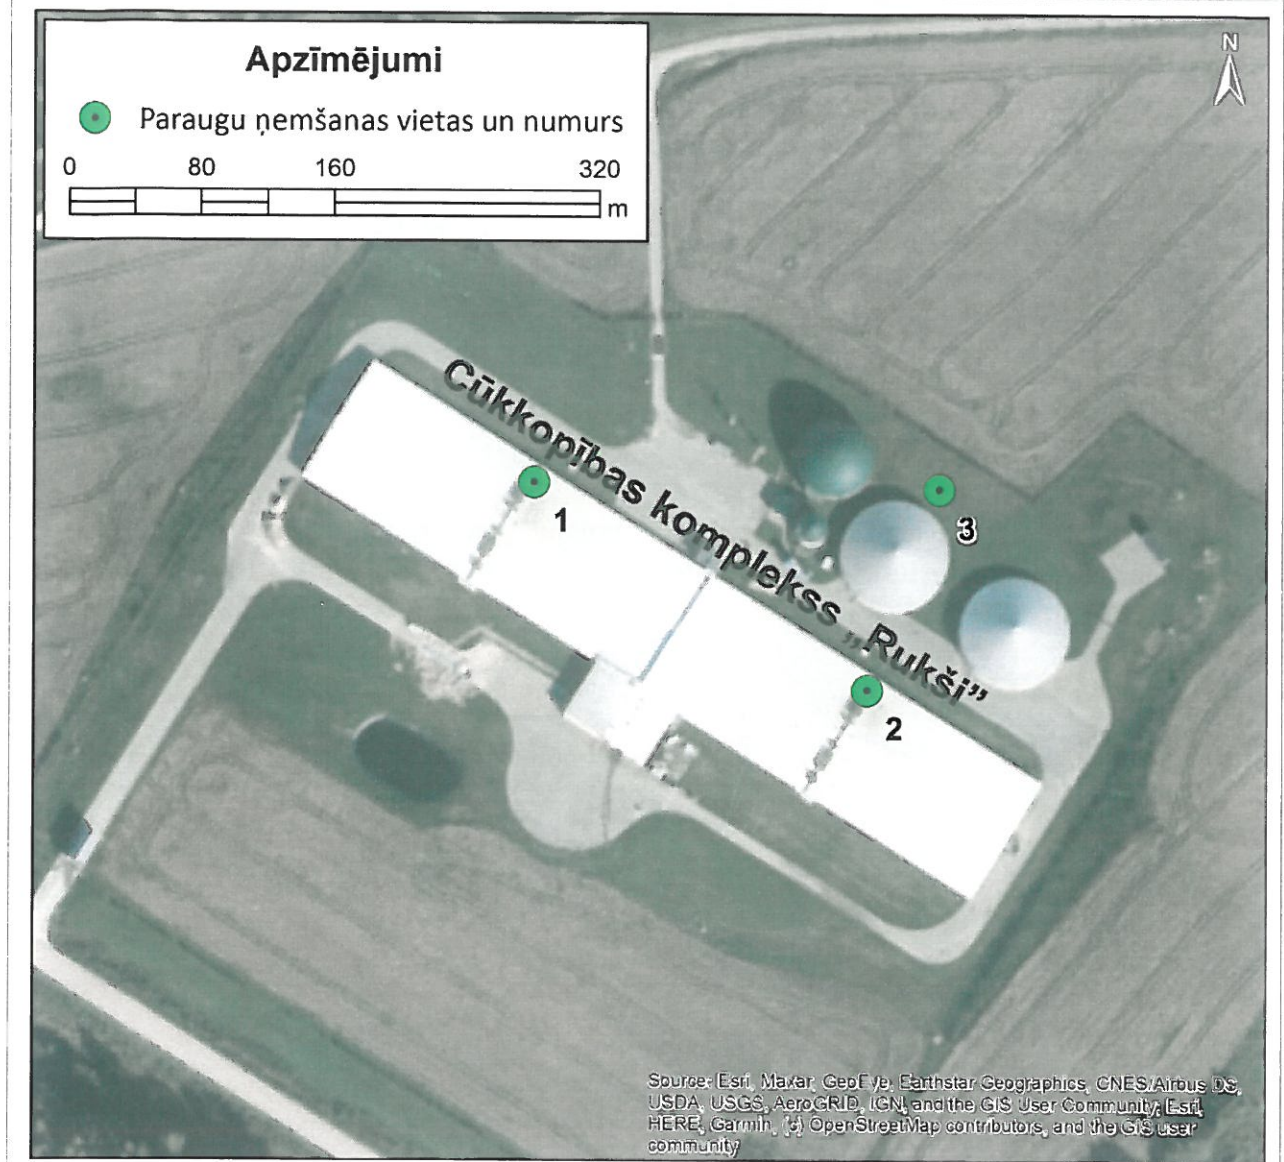 Apzīmējumi
Paraugu ņemšanas vietas un numurs
0 80 160 320
m
N
Cūkkopības komplekss „Rukši”
1
2
3
Source: Esri, Maxar, GeoEye, Earthstar Geographics, CNES/Airbus DS,
USDA, USGS, AeroGRID, IGN, and the GIS User Community, Esri,
HERE, Garmin, (c) OpenStreetMap contributors, and the GIS user
community